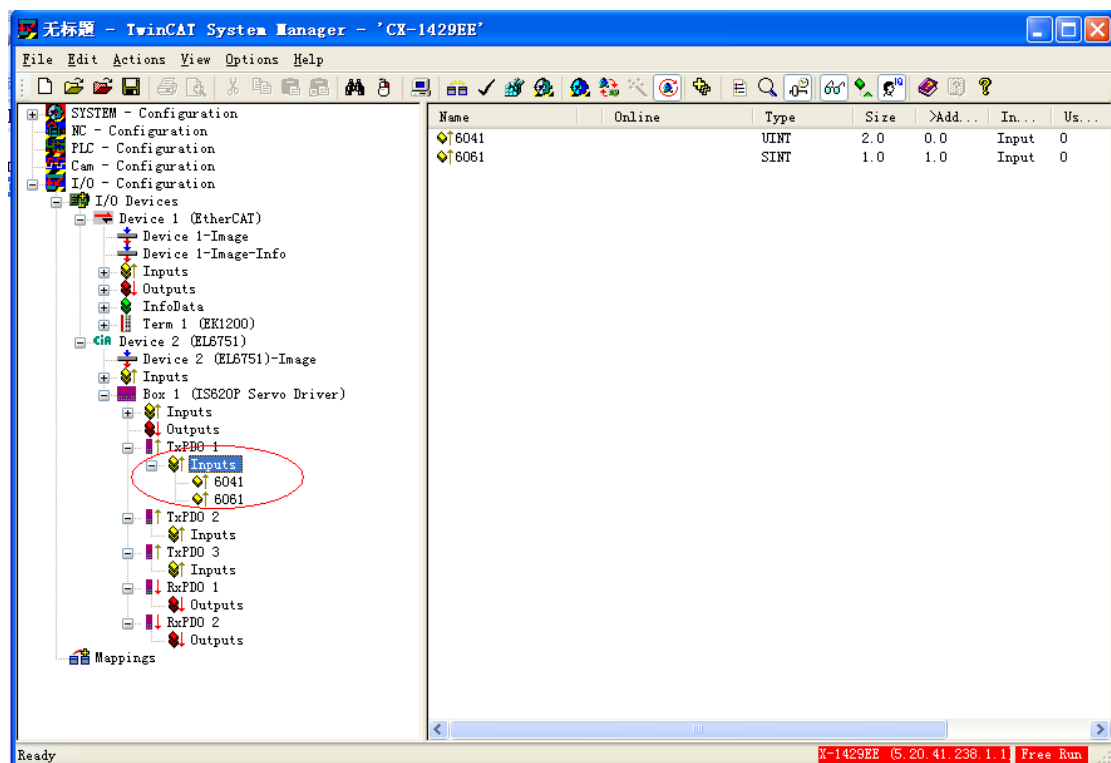 无标题 - TwinCAT System Manager - 'CX-1429EE'
File Edit Actions View Options Help
SYSTEM - Configuration
NC - Configuration
PLC - Configuration
Cam - Configuration
I/O - Configuration
I/O Devices
Device 1 (EtherCAT)
Device 1-Image
Device 1-Image-Info
Inputs
Outputs
InfoData
Term 1 (EK1200)
CiA Device 2 (EL6751)
Device 2 (EL6751)-Image
Inputs
Box 1 (IS620P Servo Driver)
Inputs
Outputs
TxPDO 1
Inputs
6041
6061
TxPDO 2
Inputs
TxPDO 3
Inputs
RxPDO 1
Outputs
RxPDO 2
Outputs
Mappings
Name Online Type Size >Add... In... Us...
6041 UINT 2.0 0.0 Input 0
6061 SINT 1.0 1.0 Input 0
Ready X-1429EE (5.20.41.238.1.1) Free Run